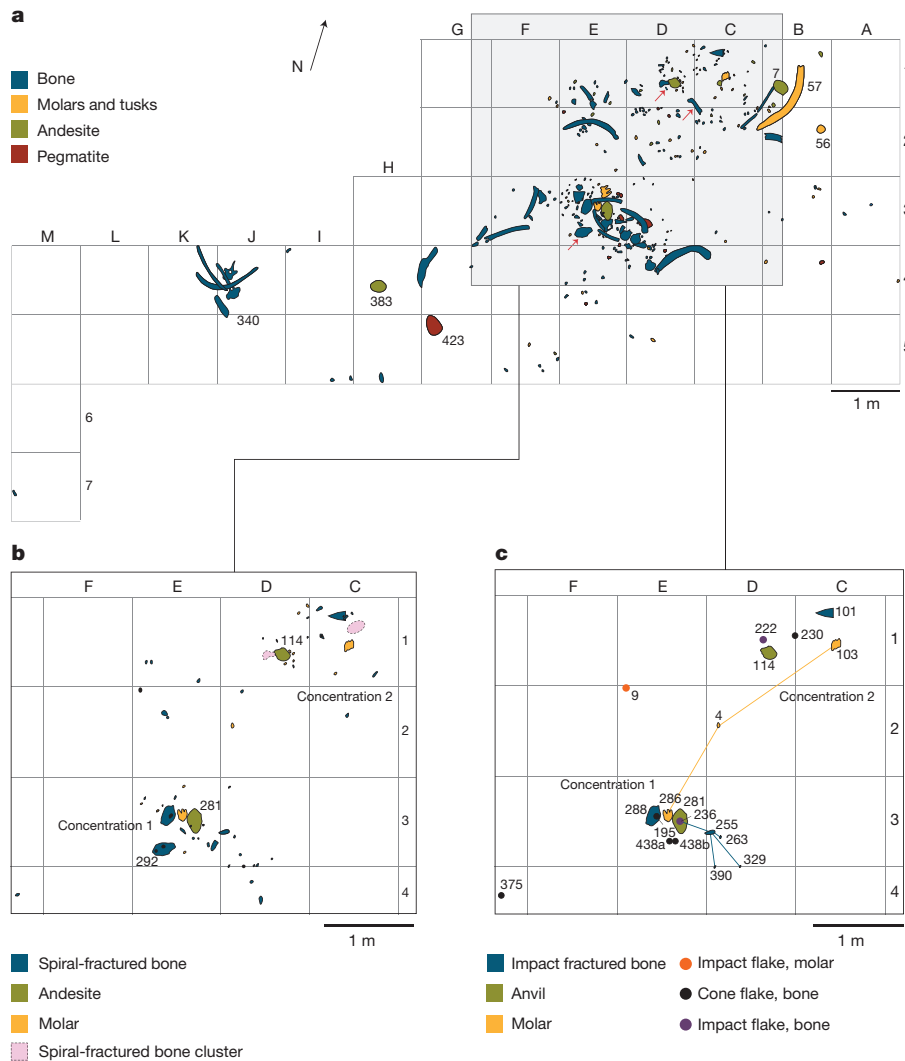 a
N
G F E D C B A
Bone
Molars and tusks
Andesite
Pegmatite
7
57
56
2
H
3
M L K J I
383
340
423
1 m
6
7
b
F E D C
114
1
Concentration 2
2
281
Concentration 1
3
292
4
1 m
Spiral-fractured bone
Andesite
Molar
Spiral-fractured bone cluster
c
F E D C
101
222 230
1
114 103
9
Concentration 2
4
2
Concentration 1
286 281
288 236
3
195 255
438a 438b 263
390 329
375
4
1 m
Impact fractured bone
Anvil
Molar
Impact flake, molar
Cone flake, bone
Impact flake, bone